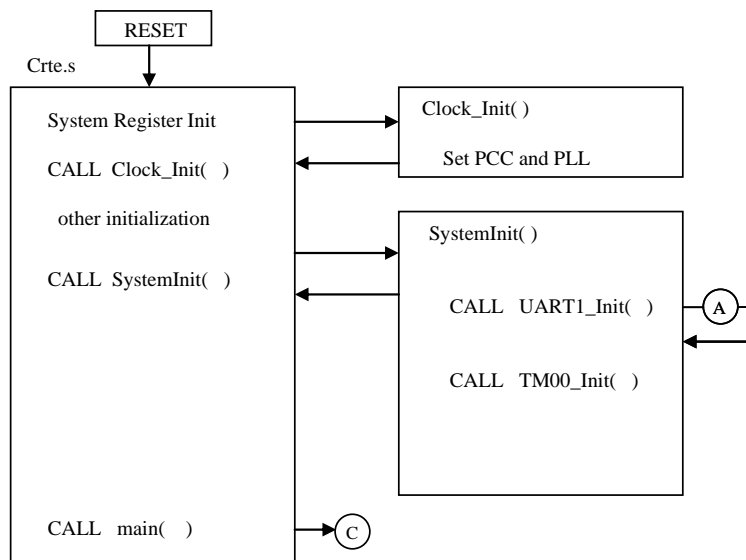 RESET
Crte.s
System Register Init
CALL Clock_Init( )
other initialization
CALL SystemInit( )
CALL main( )
C
Clock_Init( )
Set PCC and PLL
SystemInit( )
CALL UART1_Init( )
A
CALL TM00_Init( )